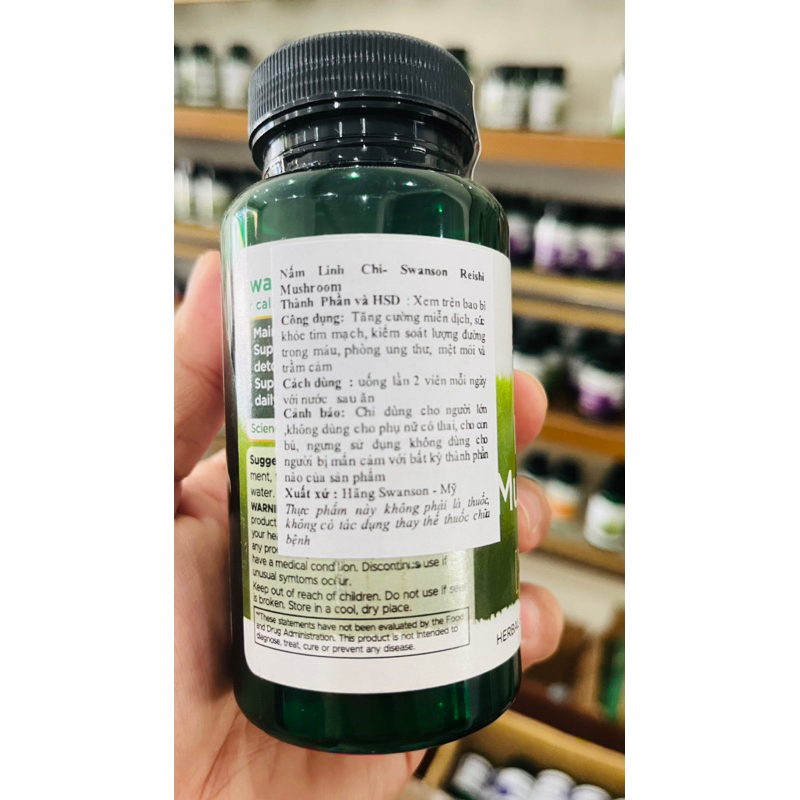 Nấm Linh Chi- Swanson Reishi
Mushroom
Thành Phần và HSD : Xem trên bao bì
Công dụng: Tăng cường miễn dịch, sức
khỏe tim mạch, kiểm soát lượng đường
trong máu, phòng ung thư, mệt mỏi và
trầm cảm
Cách dùng : uống lần 2 viên mỗi ngày
với nước sau ăn
Cảnh báo: Chỉ dùng cho người lớn
,không dùng cho phụ nữ có thai, cho con
bú, ngưng sử dụng không dùng cho
người bị mẫn cảm với bất kỳ thành phần
nào của sản phẩm
Xuất xứ : Hãng Swanson - Mỹ
Thực phẩm này không phải là thuốc,
không có tác dụng thay thế thuốc chữa
bệnh
water.
product
your hea
any pro
have a medical condition. Discontinue use if
unusual symtoms occur.
Keep out of reach of children. Do not use if seal
is broken. Store in a cool, dry place.
**These statements have not been evaluated by the Food
and Drug Administration. This product is not intended to
diagnose, treat, cure or prevent any disease.